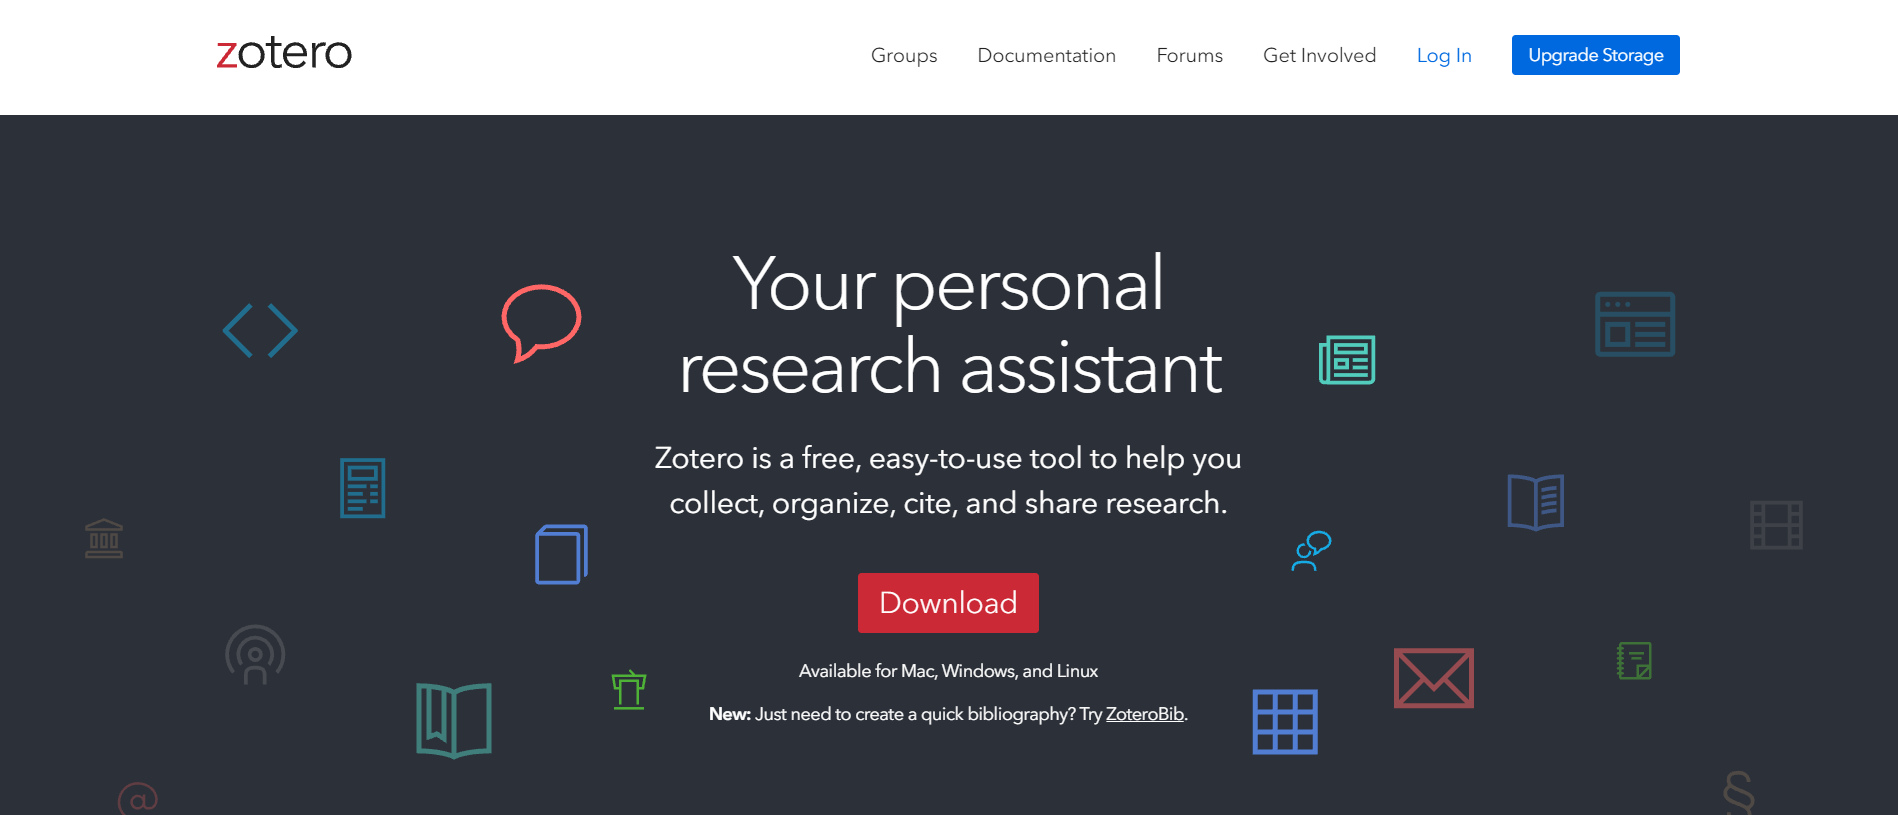 zotero
Groups Documentation Forums Get Involved Log In Upgrade Storage
Your personal
research assistant
Zotero is a free, easy-to-use tool to help you
collect, organize, cite, and share research.
Download
Available for Mac, Windows, and Linux
New: Just need to create a quick bibliography? Try ZoteroBib.
@
§